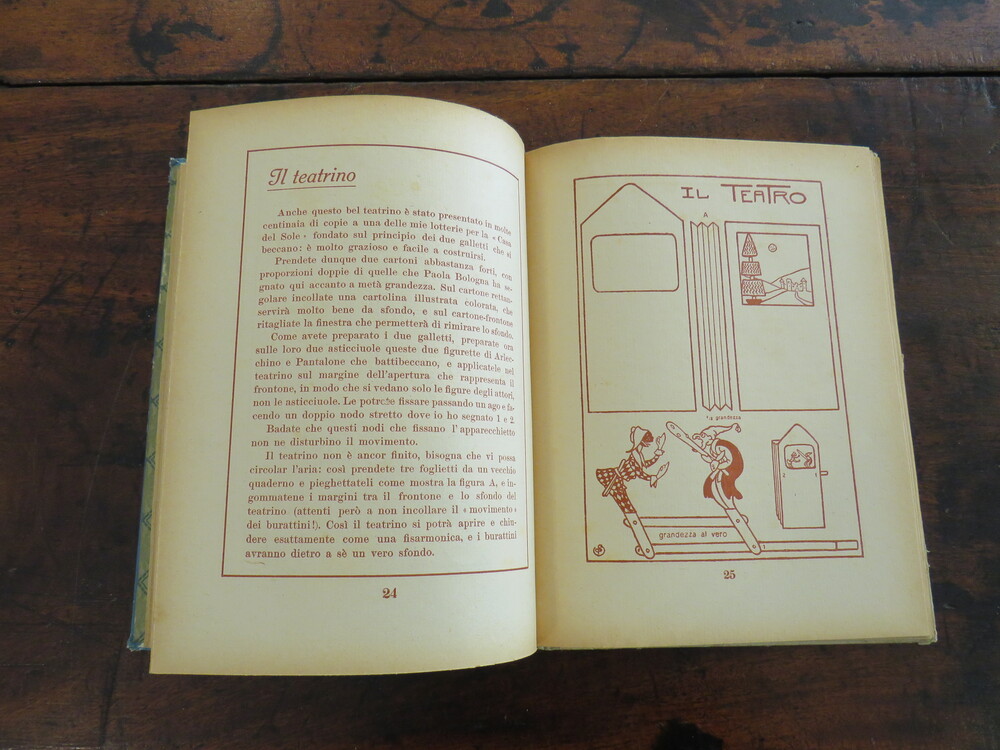 Il teatrino
Anche questo bel teatrino è stato presentato in molte
centinaia di copie a una delle mie lotterie per la « Casa
del Sole » fondato sul principio dei due galletti che si
beccano: è molto grazioso e facile a costruirsi.
Prendete dunque due cartoni abbastanza forti, con
proporzioni doppie di quelle che Paola Bologna ha se-
gnato qui accanto a metà grandezza. Sul cartone rettan-
golare incollate una cartolina illustrata colorata, che
servirà molto bene da sfondo, e sul cartone-frontone
ritagliate la finestra che permetterà di rimirare lo sfondo.
Come avete preparato i due galletti, preparate ora
sulle loro due asticciuole queste due figurette di Arlec-
chino e Pantalone che battibeccano, e applicatele nel
teatrino sul margine dell'apertura che rappresenta il
frontone, in modo che si vedano solo le figure degli attori,
non le asticciuole. Le potrete fissare passando un ago e fa-
cendo un doppio nodo stretto dove io ho segnato 1 e 2.
Badate che questi nodi che fissano l'apparecchietto
non ne disturbino il movimento.
Il teatrino non è ancor finito, bisogna che vi possa
circolar l'aria: così prendete tre foglietti da un vecchio
quaderno e pieghettateli come mostra la figura A, e in-
gommatene i margini tra il frontone e lo sfondo del
teatrino (attenti però a non incollare il « movimento »
dei burattini!). Così il teatrino si potrà aprire e chiu-
dere esattamente come una fisarmonica, e i burattini
avranno dietro a sè un vero sfondo.
24
IL TEATRO
A
½ grandezza
grandezza al vero
1
25